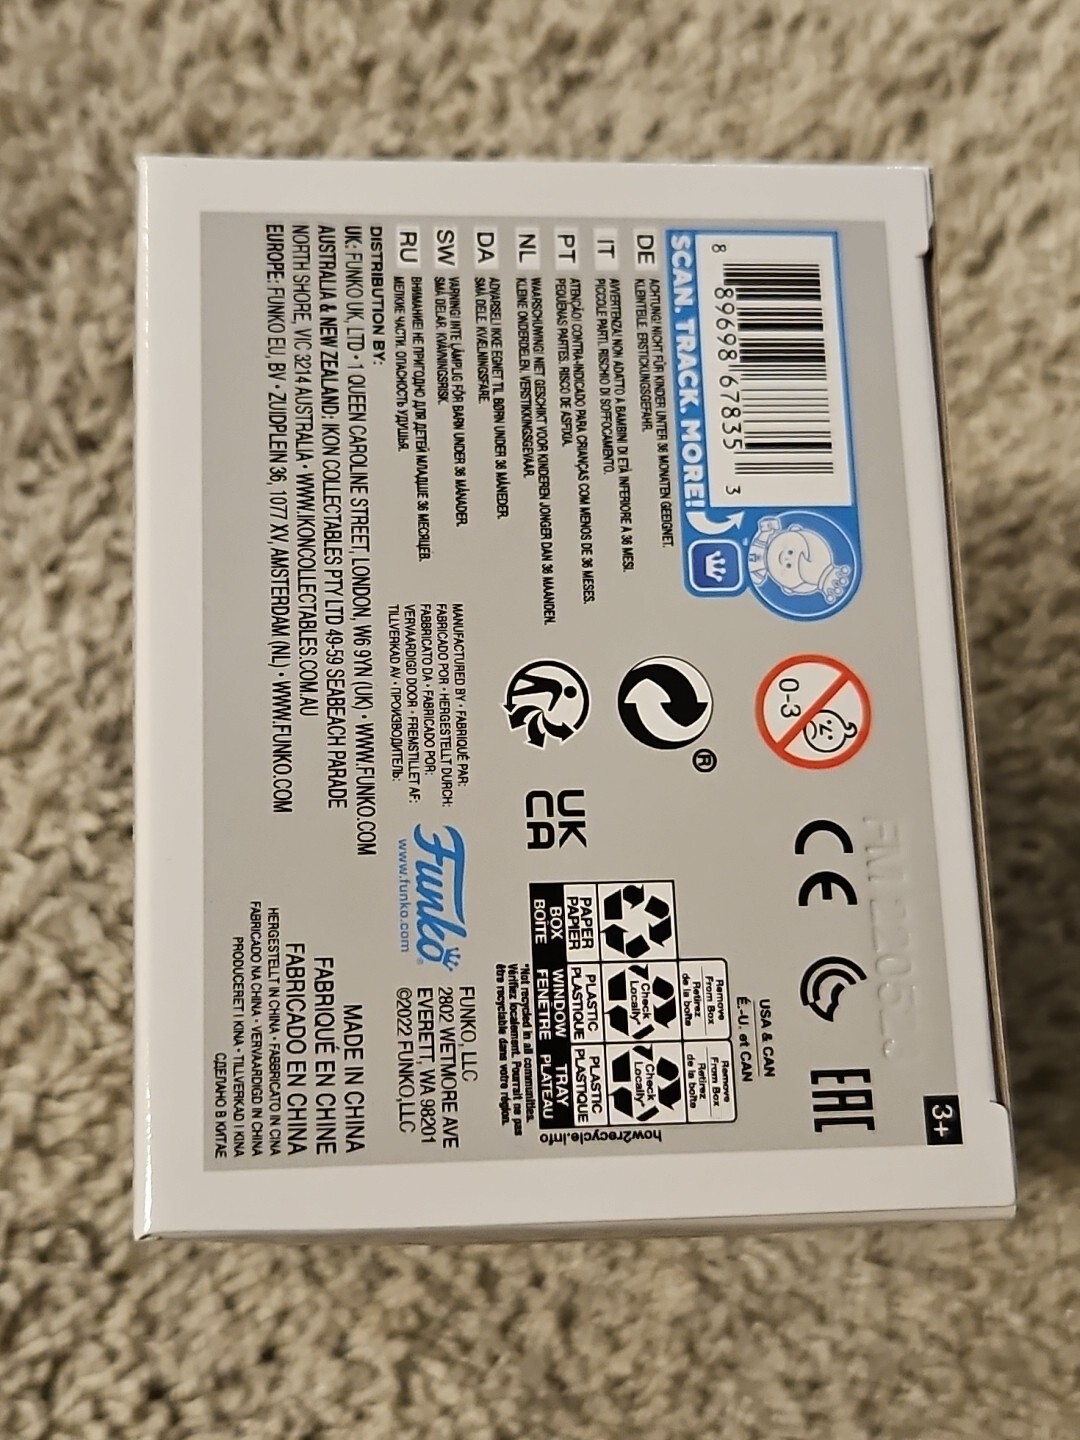 8 89698 67835 3
SCAN. TRACK. MORE!
DE ACHTUNG! NICHT FÜR KINDER UNTER 36 MONATEN GEEIGNET.
KLEINTEILE. ERSTICKUNGSGEFAHR.
IT AVVERTENZA! NON ADATTO A BAMBINI DI ETÀ INFERIORE A 36 MESI.
PICCOLE PARTI. RISCHIO DI SOFFOCAMENTO.
PT ATENÇÃO! CONTRA-INDICADO PARA CRIANÇAS COM MENOS DE 36 MESES.
PEQUENAS PARTES. RISCO DE ASFIXIA.
NL WAARSCHUWING! NIET GESCHIKT VOOR KINDEREN JONGER DAN 36 MAANDEN.
KLEINE ONDERDELEN. VERSTIKKINGSGEVAAR.
DA ADVARSEL! IKKE EGNET TIL BØRN UNDER 36 MÅNEDER.
SMÅ DELE. KVÆLNINGSFARE.
SW VARNING! INTE LÄMPLIG FÖR BARN UNDER 36 MÅNADER.
SMÅ DELAR. KVÄVNINGSRISK.
RU ВНИМАНИЕ! НЕ ПРИГОДНО ДЛЯ ДЕТЕЙ МЛАДШЕ 36 МЕСЯЦЕВ.
МЕЛКИЕ ЧАСТИ. ОПАСНОСТЬ УДУШЬЯ.
DISTRIBUTION BY:
UK: FUNKO UK, LTD • 1 QUEEN CAROLINE STREET, LONDON, W6 9YN (UK) • WWW.FUNKO.COM
AUSTRALIA & NEW ZEALAND: IKON COLLECTABLES PTY LTD 49-59 SEABEACH PARADE
NORTH SHORE, VIC 3214 AUSTRALIA • WWW.IKONCOLLECTABLES.COM.AU
EUROPE: FUNKO EU, BV • ZUIDPLEIN 36, 1077 XV, AMSTERDAM (NL) • WWW.FUNKO.COM
0-3
CE
EAC
3+
®
UK
CA
USA & CAN
É.-U. et CAN
Remove
From Box
Retirez
de la boîte
Remove
From Box
Retirez
de la boîte
Check
Locally*
Check
Locally*
PAPER
PAPIER
PLASTIC
PLASTIQUE
PLASTIC
PLASTIQUE
BOX
BOÎTE
WINDOW
FENÊTRE
TRAY
PLATEAU
*Not recycled in all communities.
Vérifiez localement. Pourrait ne pas
être recyclable dans votre région.
how2recycle.info
MANUFACTURED BY • FABRIQUÉ PAR:
FABRICADO POR • HERGESTELLT DURCH:
FABBRICATO DA • FABRICADO POR:
VERVAARDIGD DOOR • FREMSTILLET AF:
TILLVERKAD AV • ПРОИЗВОДИТЕЛЬ:
Funko
www.funko.com
FUNKO, LLC
2802 WETMORE AVE
EVERETT, WA 98201
©2022 FUNKO,LLC
MADE IN CHINA
FABRIQUÉ EN CHINE
FABRICADO EN CHINA
HERGESTELLT IN CHINA • FABBRICATO IN CINA
FABRICADO NA CHINA • VERVAARDIGD IN CHINA
PRODUCERET I KINA • TILLVERKAD I KINA
СДЕЛАНО В КИТАЕ